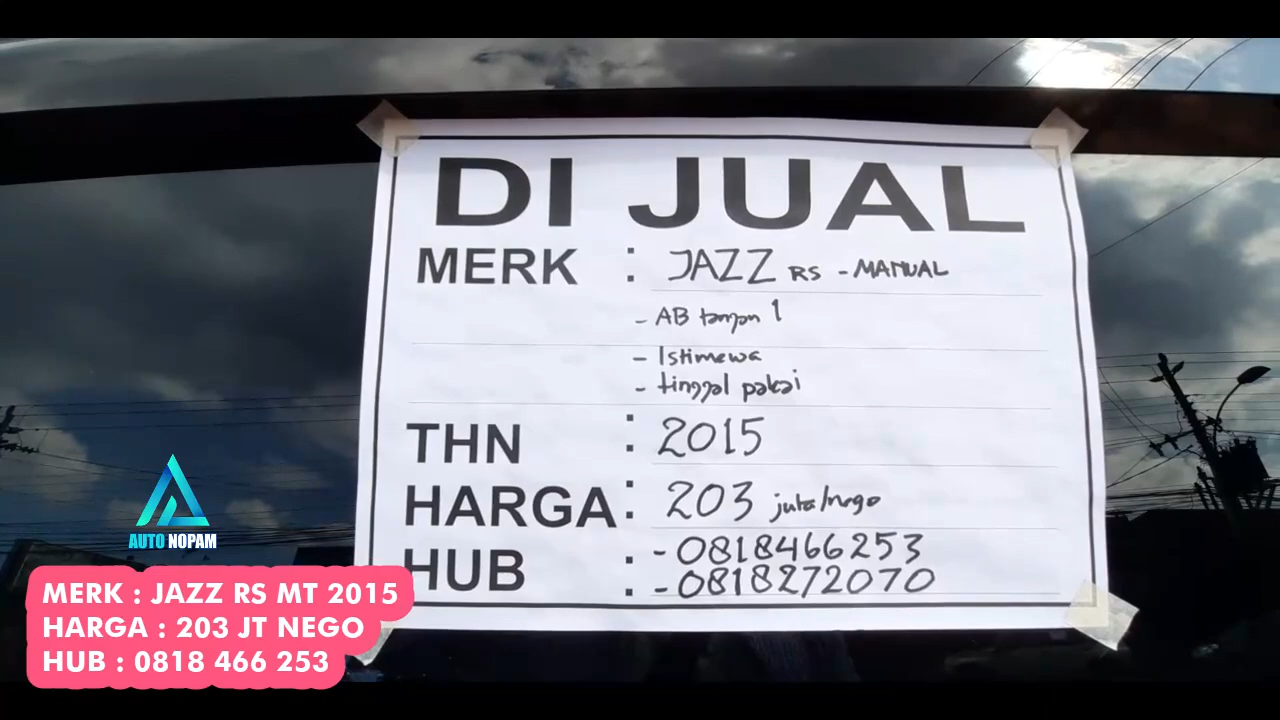 DI JUAL
MERK : JAZZ RS - MANUAL
- AB tangan 1
- Istimewa
- tinggal pakai
THN : 2015
HARGA : 203 juta/nego
HUB : - 0818466253
- 0818272070
AUTO NOPAM
MERK : JAZZ RS MT 2015
HARGA : 203 JT NEGO
HUB : 0818 466 253